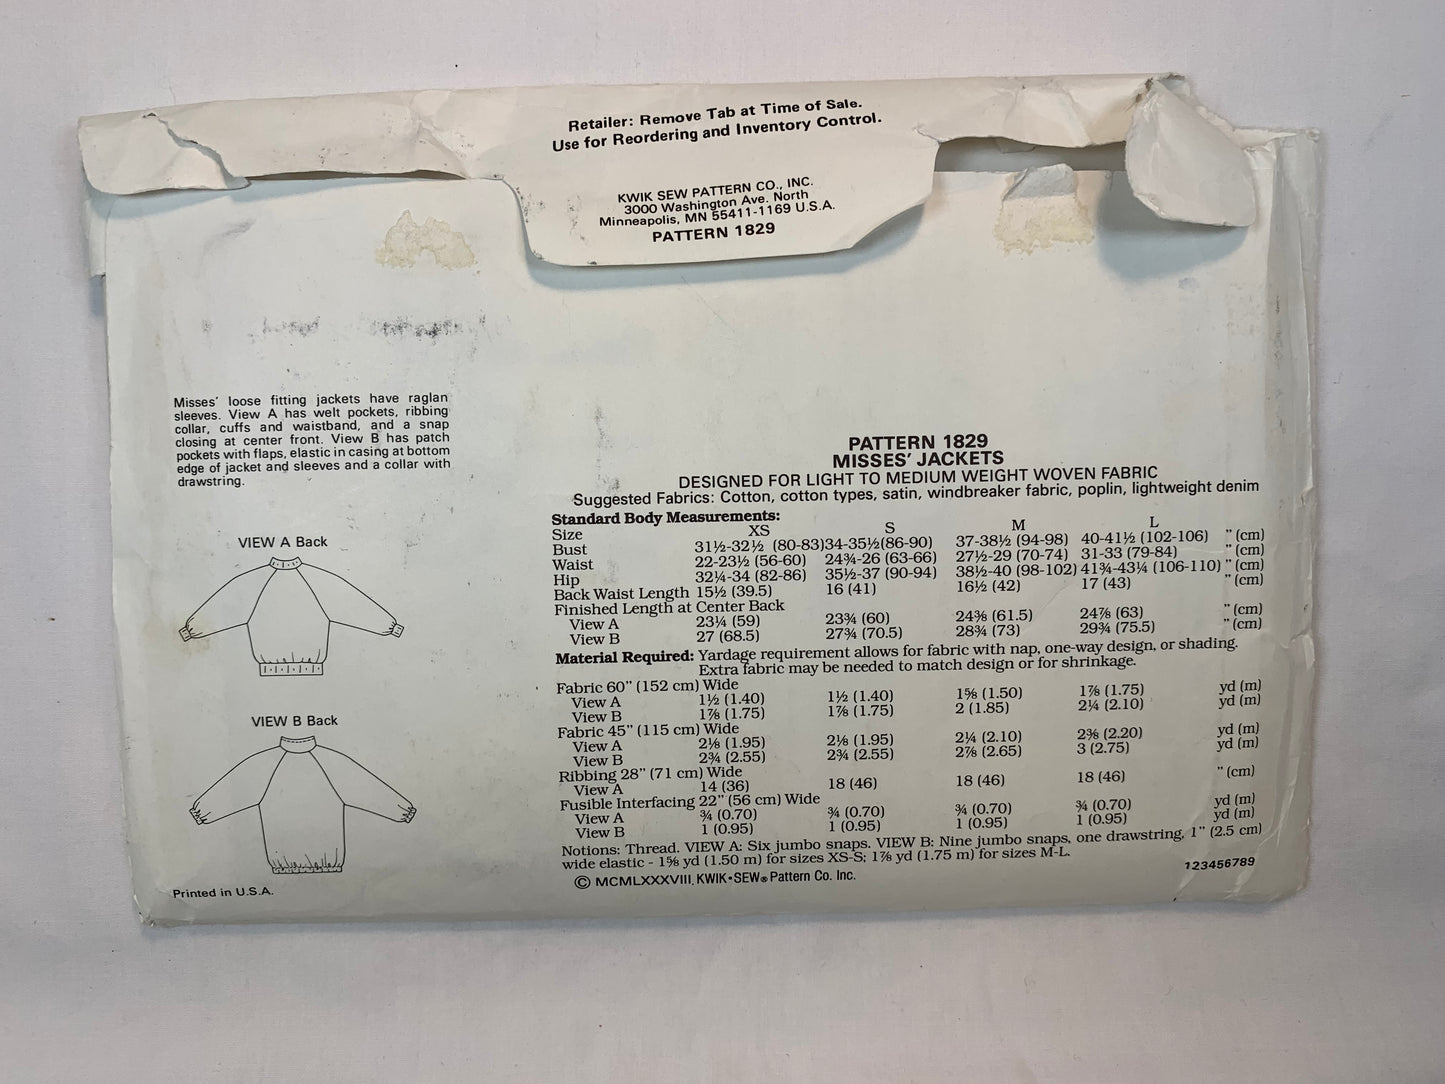 Retailer: Remove Tab at Time of Sale.
Use for Reordering and Inventory Control.
KWIK SEW PATTERN CO., INC.
3000 Washington Ave. North
Minneapolis, MN 55411-1169 U.S.A.
PATTERN 1829
Misses' loose fitting jackets have raglan
sleeves. View A has welt pockets, ribbing
collar, cuffs and waistband, and a snap
closing at center front. View B has patch
pockets with flaps, elastic in casing at bottom
edge of jacket and sleeves and a collar with
drawstring.
VIEW A Back
VIEW B Back
Printed in U.S.A.
PATTERN 1829
MISSES' JACKETS
DESIGNED FOR LIGHT TO MEDIUM WEIGHT WOVEN FABRIC
Suggested Fabrics: Cotton, cotton types, satin, windbreaker fabric, poplin, lightweight denim
Standard Body Measurements:
Size XS S M L
Bust 31½-32½ (80-83) 34-35½ (86-90) 37-38½ (94-98) 40-41½ (102-106) " (cm)
Waist 22-23½ (56-60) 24¾-26 (63-66) 27½-29 (70-74) 31-33 (79-84) " (cm)
Hip 32¼-34 (82-86) 35½-37 (90-94) 38½-40 (98-102) 41¾-43¼ (106-110) " (cm)
Back Waist Length 15½ (39.5) 16 (41) 16½ (42) 17 (43) " (cm)
Finished Length at Center Back
View A 23¼ (59) 23¾ (60) 24⅜ (61.5) 24⅞ (63) " (cm)
View B 27 (68.5) 27¾ (70.5) 28¾ (73) 29¾ (75.5) " (cm)
Material Required: Yardage requirement allows for fabric with nap, one-way design, or shading.
Extra fabric may be needed to match design or for shrinkage.
Fabric 60" (152 cm) Wide
View A 1½ (1.40) 1½ (1.40) 1⅝ (1.50) 1⅞ (1.75) yd (m)
View B 1⅞ (1.75) 1⅞ (1.75) 2 (1.85) 2¼ (2.10) yd (m)
Fabric 45" (115 cm) Wide
View A 2⅛ (1.95) 2⅛ (1.95) 2¼ (2.10) 2⅜ (2.20) yd (m)
View B 2¾ (2.55) 2¾ (2.55) 2⅞ (2.65) 3 (2.75) yd (m)
Ribbing 28" (71 cm) Wide
View A 14 (36) 18 (46) 18 (46) 18 (46) " (cm)
Fusible Interfacing 22" (56 cm) Wide
View A ¾ (0.70) ¾ (0.70) ¾ (0.70) ¾ (0.70) yd (m)
View B 1 (0.95) 1 (0.95) 1 (0.95) 1 (0.95) yd (m)
Notions: Thread. VIEW A: Six jumbo snaps. VIEW B: Nine jumbo snaps, one drawstring, 1" (2.5 cm)
wide elastic - 1⅝ yd (1.50 m) for sizes XS-S; 1⅞ yd (1.75 m) for sizes M-L.
© MCMLXXXVIII, KWIK•SEW® Pattern Co. Inc.
123456789